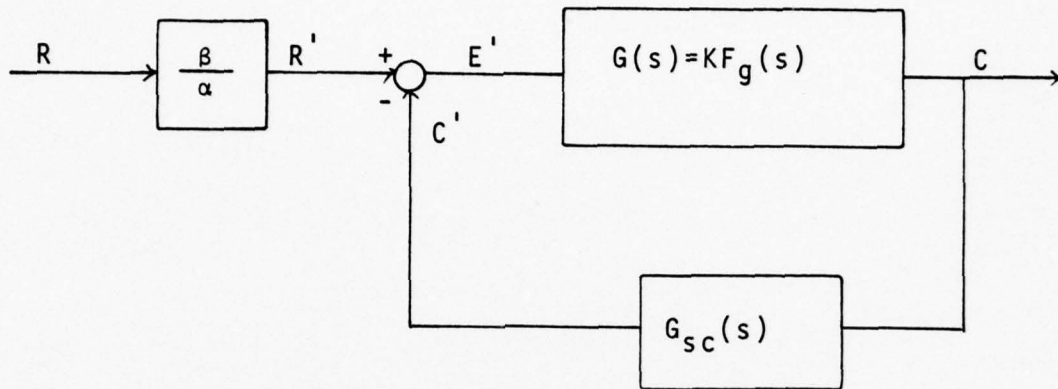 R
β
α
R'
+
-
E'
C'
G(s)=KF_g(s)
C
G_sc(s)